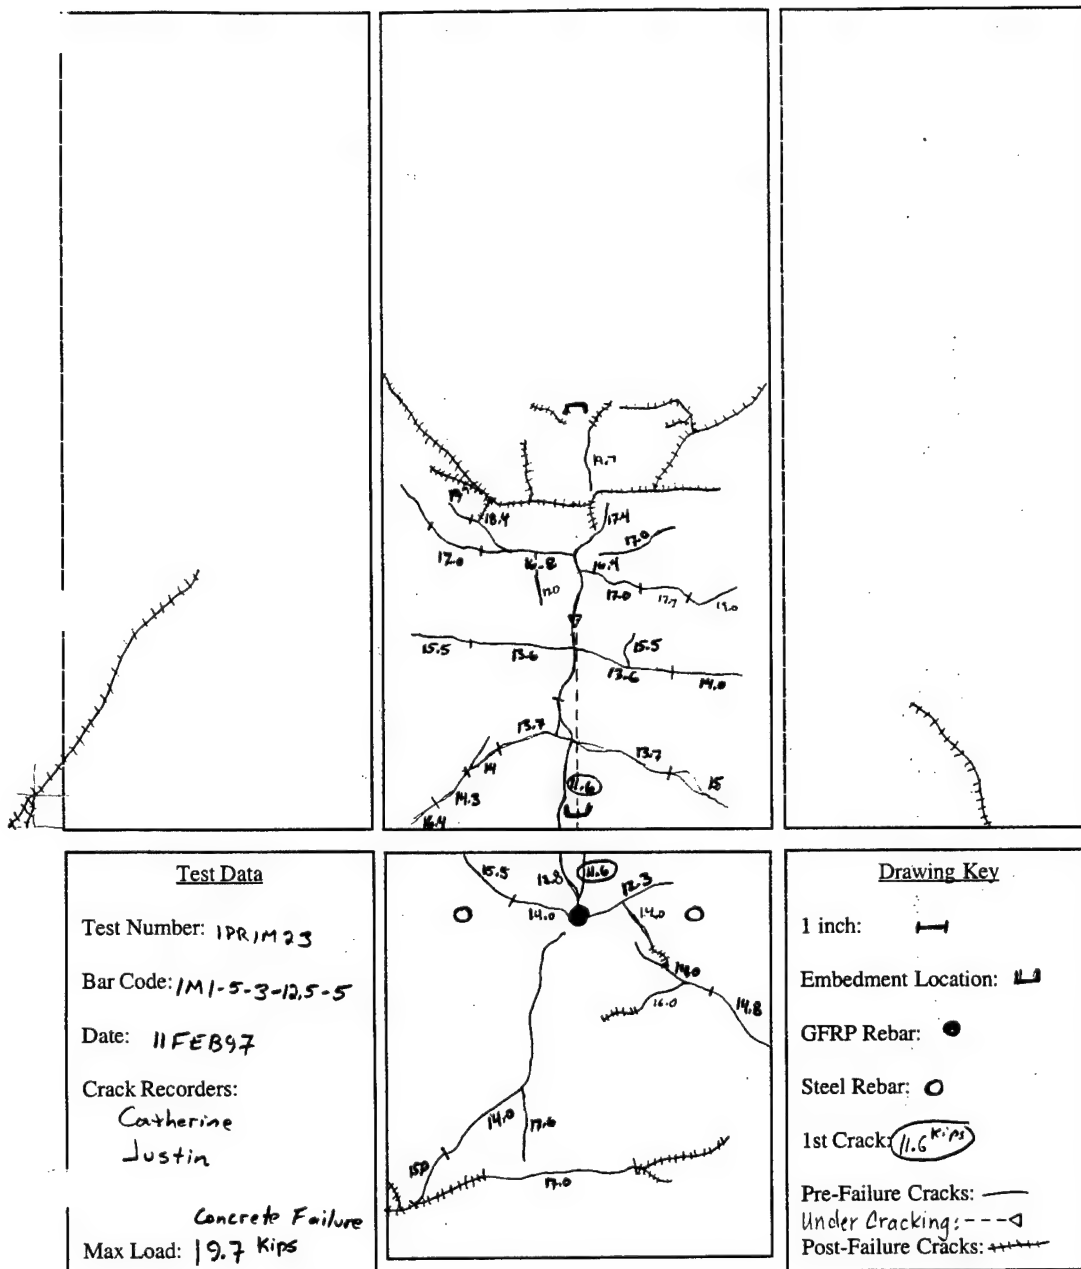 19.7
19.7
18.4
17.4
17.0
17.0
16.8
16.4
17.0
17.0
17.7
19.0
15.5
13.6
15.5
13.6
14.0
13.7
13.7
14
15
14.3
11.6
16.4
Test Data
Test Number: 1PR1M23
Bar Code: 1M1-5-3-12.5-5
Date: 11FEB97
Crack Recorders:
Catherine
Justin
Concrete Failure
Max Load: 19.7 Kips
15.5
11.6
12.3
14.0
14.0
14.8
16.0
14.0
17.6
15.0
17.0
Drawing Key
1 inch:
Embedment Location:
GFRP Rebar:
Steel Rebar:
1st Crack: 11.6 Kips
Pre-Failure Cracks:
Under Cracking:
Post-Failure Cracks: